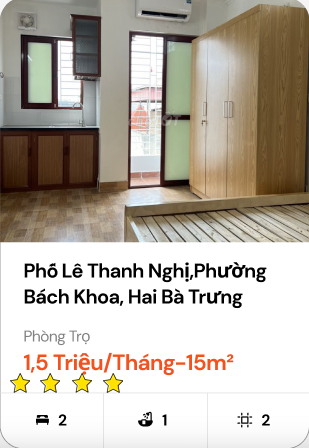 Phố Lê Thanh Nghị,Phường
Bách Khoa, Hai Bà Trưng
Phòng Trọ
1,5 Triệu/Tháng-15m²
2
1
2